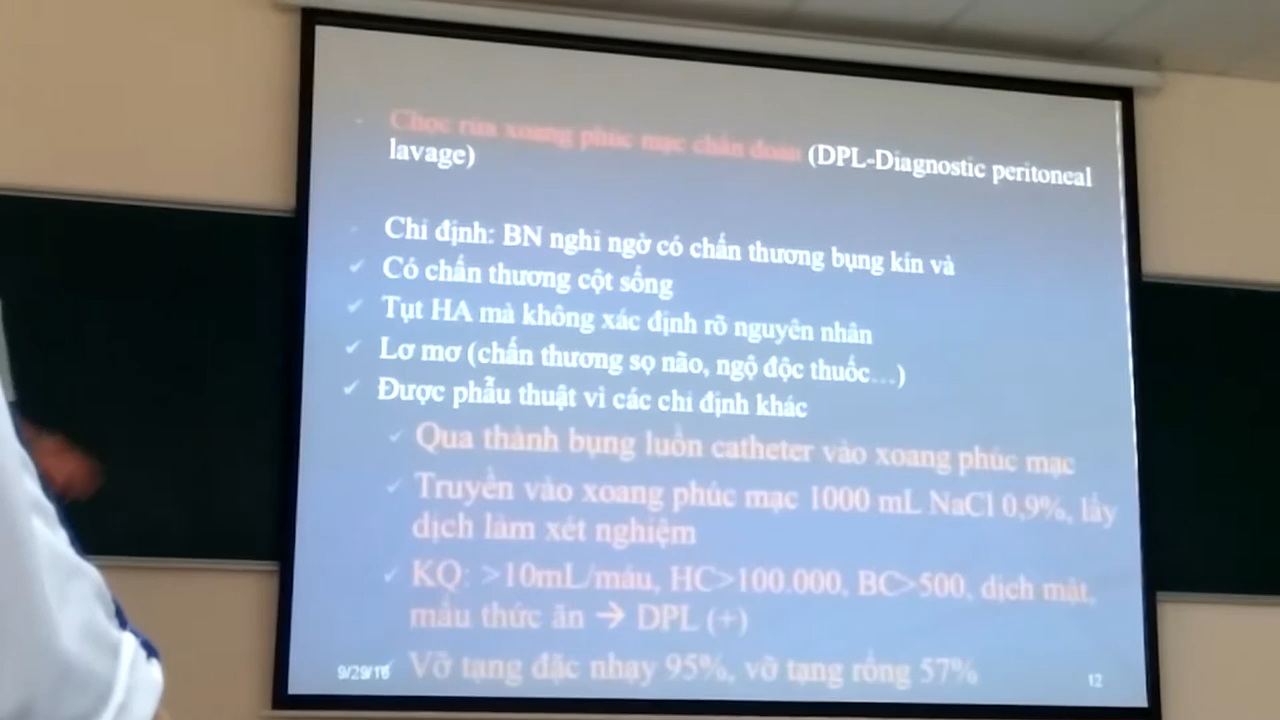 Chọc rửa xoang phúc mạc chẩn đoán (DPL-Diagnostic peritoneal
lavage)
Chỉ định: BN nghi ngờ có chấn thương bụng kín và
Có chấn thương cột sống
Tụt HA mà không xác định rõ nguyên nhân
Lơ mơ (chấn thương sọ não, ngộ độc thuốc…)
Được phẫu thuật vì các chỉ định khác
Qua thành bụng luồn catheter vào xoang phúc mạc
Truyền vào xoang phúc mạc 1000 mL NaCl 0,9%, lấy
dịch làm xét nghiệm
KQ: >10mL/máu, HC>100.000, BC>500, dịch mật,
mẩu thức ăn → DPL (+)
Vỡ tạng đặc nhạy 95%, vỡ tạng rỗng 57%
9/29/16
12